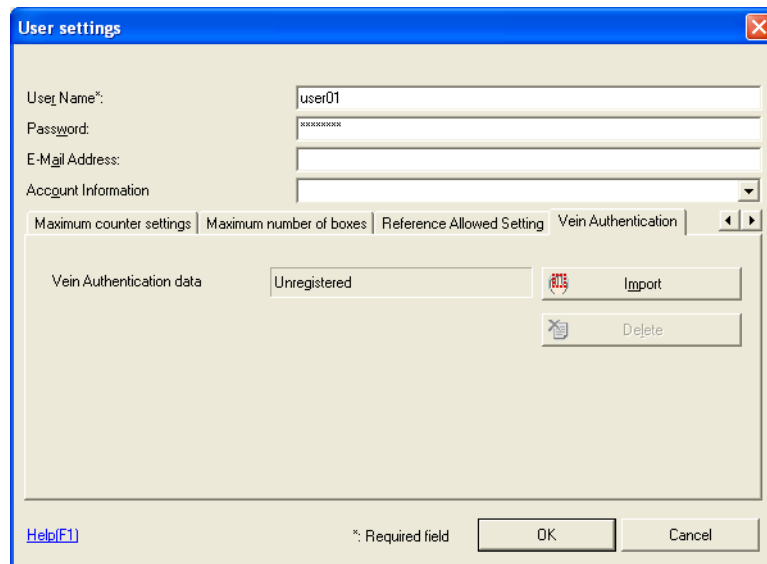 User settings
User Name*: user01
Password: ××××××××
E-Mail Address:
Account Information
Maximum counter settings Maximum number of boxes Reference Allowed Setting Vein Authentication
Vein Authentication data Unregistered Import
Delete
Help(F1) *: Required field OK Cancel